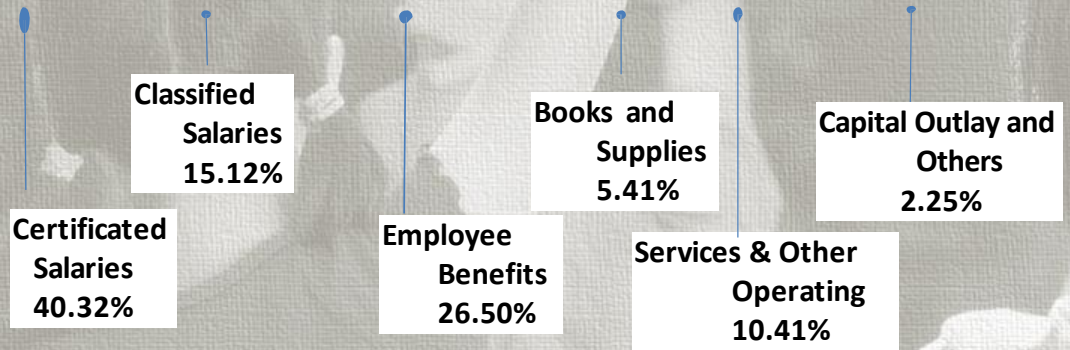 Certificated
Salaries
40.32%
Classified
Salaries
15.12%
Employee
Benefits
26.50%
Books and
Supplies
5.41%
Services & Other
Operating
10.41%
Capital Outlay and
Others
2.25%